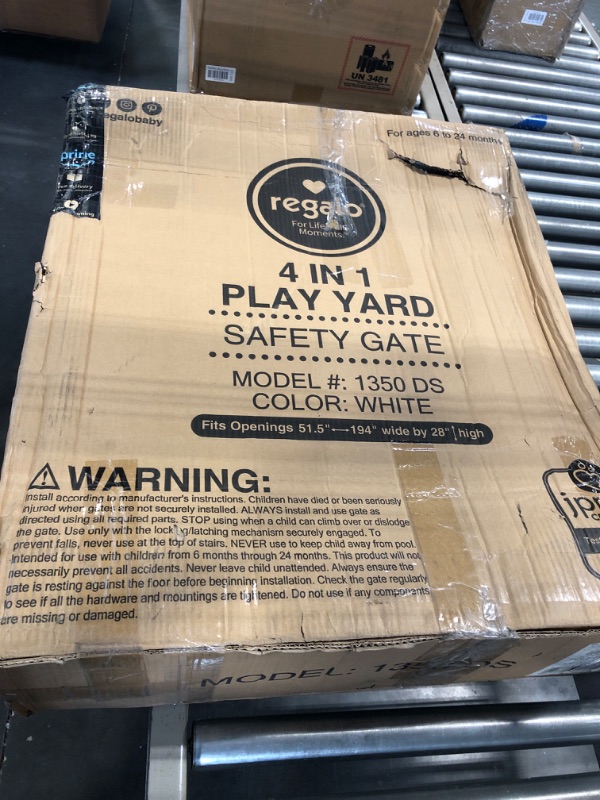 UN 3481
egalobaby
For ages 6 to 24 months
regalo
For Life
Moments.
4 IN 1
PLAY YARD
SAFETY GATE
MODEL #: 1350 DS
COLOR: WHITE
Fits Openings 51.5"⟷194" wide by 28" high
WARNING:
Install according to manufacturer's instructions. Children have died or been seriously
injured when gates are not securely installed. ALWAYS install and use gate as
directed using all required parts. STOP using when a child can climb over or dislodge
the gate. Use only with the locking/latching mechanism securely engaged. To
prevent falls, never use at the top of stairs. NEVER use to keep child away from pool.
Intended for use with children from 6 months through 24 months. This product will not
necessarily prevent all accidents. Never leave child unattended. Always ensure the
gate is resting against the floor before beginning installation. Check the gate regularly
to see if all the hardware and mountings are tightened. Do not use if any components
are missing or damaged.
MODEL: 1350 DS